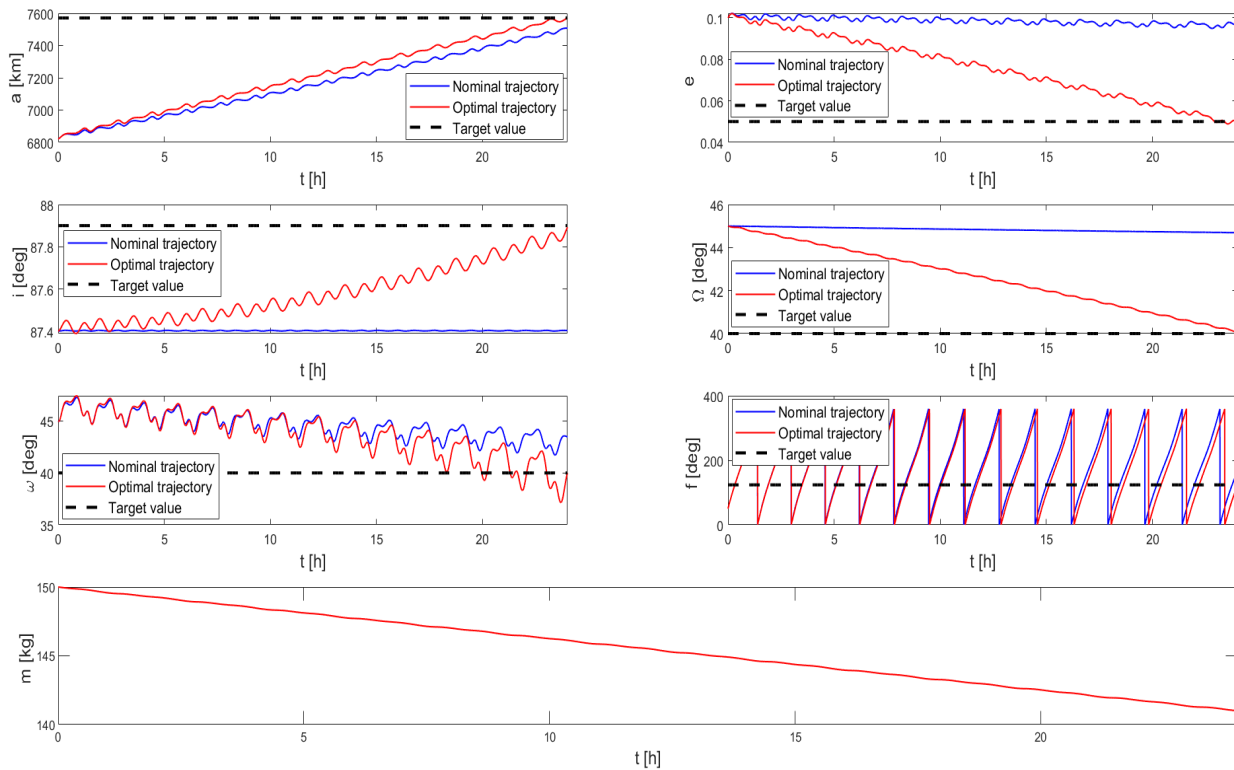 7600
7400
7200
7000
6800
a [km]
Nominal trajectory
Optimal trajectory
Target value
0 5 10 15 20
t [h]
0.1
0.08
0.06
0.04
e
Nominal trajectory
Optimal trajectory
Target value
0 5 10 15 20
t [h]
88
87.8
87.6
87.4
i [deg]
Nominal trajectory
Optimal trajectory
Target value
0 5 10 15 20
t [h]
46
44
42
40
Ω [deg]
Nominal trajectory
Optimal trajectory
Target value
0 5 10 15 20
t [h]
45
40
35
ω [deg]
Nominal trajectory
Optimal trajectory
Target value
0 5 10 15 20
t [h]
400
200
0
f [deg]
Nominal trajectory
Optimal trajectory
Target value
0 5 10 15 20
t [h]
150
145
140
m [kg]
0 5 10 15 20
t [h]